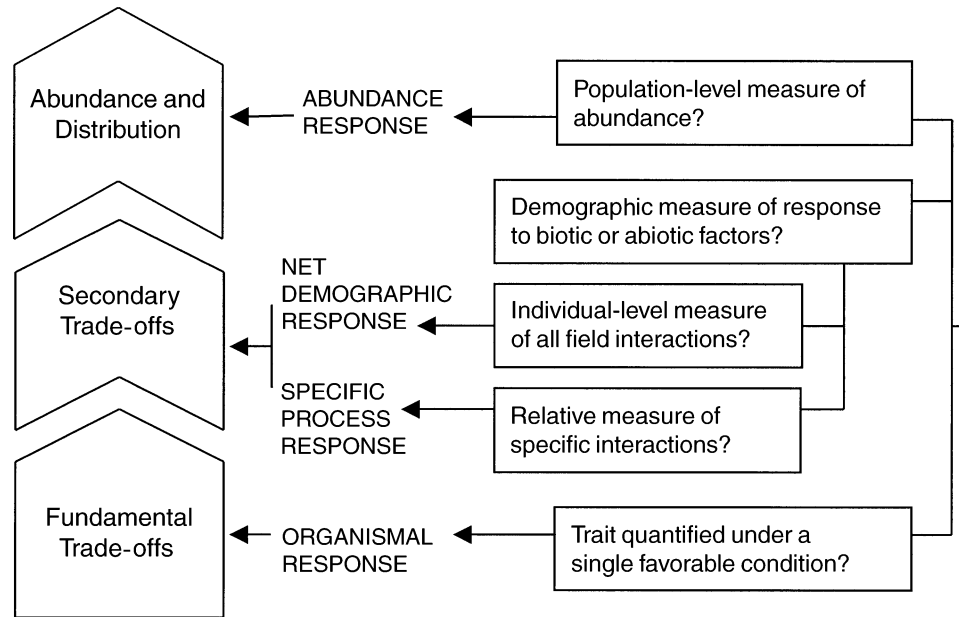 Abundance and
Distribution
ABUNDANCE
RESPONSE
Population-level measure of
abundance?
Demographic measure of response
to biotic or abiotic factors?
Secondary
Trade-offs
NET
DEMOGRAPHIC
RESPONSE
Individual-level measure
of all field interactions?
SPECIFIC
PROCESS
RESPONSE
Relative measure of
specific interactions?
Fundamental
Trade-offs
ORGANISMAL
RESPONSE
Trait quantified under a
single favorable condition?